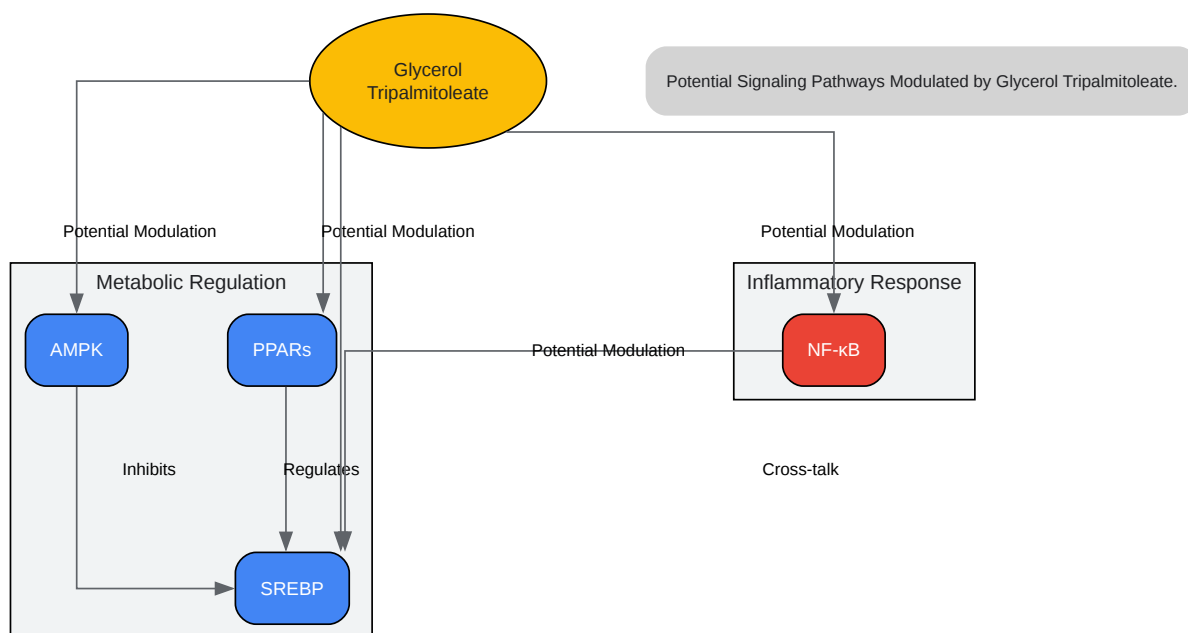 Glycerol
Tripalmitoleate
Potential Signaling Pathways Modulated by Glycerol Tripalmitoleate.
Potential Modulation
Potential Modulation
Potential Modulation
Metabolic Regulation
Inflammatory Response
AMPK
PPARs
Potential Modulation
NF-κB
Inhibits
Regulates
Cross-talk
SREBP